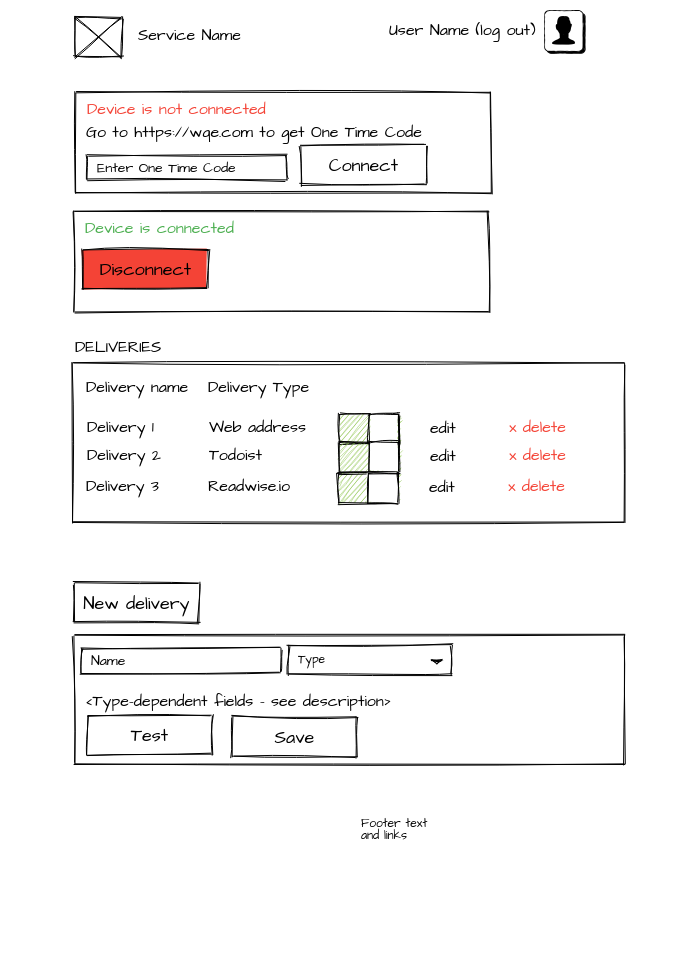 Service Name
User Name (log out)
Device is not connected
Go to https://wqe.com to get One Time Code
Enter One Time Code
Connect
Device is connected
Disconnect
DELIVERIES
Delivery name Delivery Type
Delivery 1 Web address edit x delete
Delivery 2 Todoist edit x delete
Delivery 3 Readwise.io edit x delete
New delivery
Name Type
<Type-dependent fields - see description>
Test Save
Footer text
and links